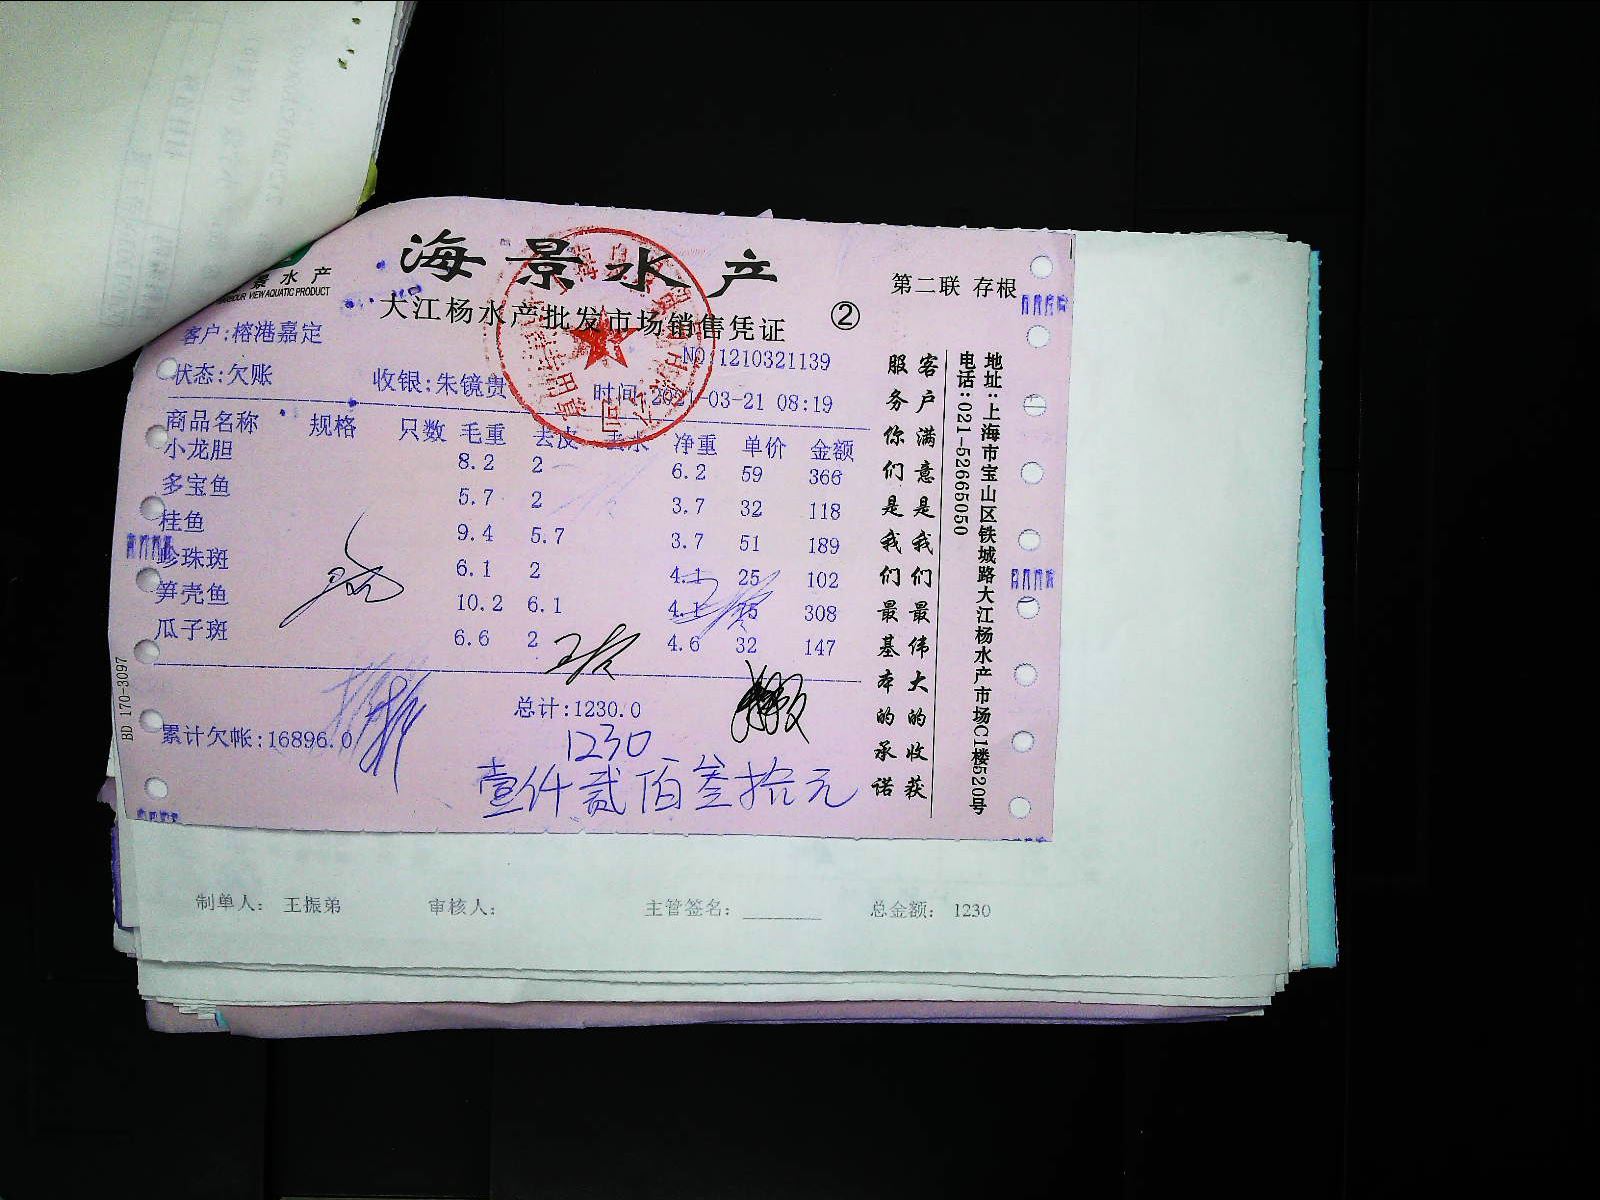 海景水产
景水产
VIEW AQUATIC PRODUCT
大江杨水产批发市场销售凭证
②
第二联 存根
客户:榕港嘉定
NO:1210321139
状态:欠账 收银:朱镜贵 时间:2021-03-21 08:19
商品名称 规格 只数 毛重 去皮 去水 净重 单价 金额
小龙胆 8.2 2 6.2 59 366
多宝鱼 5.7 2 3.7 32 118
桂鱼 9.4 5.7 3.7 51 189
珍珠斑 6.1 2 4.1 25 102
笋壳鱼 10.2 6.1 4.1 308
瓜子斑 6.6 2 4.6 32 147
总计:1230.0
累计欠帐:16896.0
1230
壹仟贰佰叁拾元
客户满意是我们最伟大的收获
服务你们是我们最基本的承诺
地址:上海市宝山区铁城路大江杨水产市场C1楼520号
电话:021-52665050
BD 170-3097
制单人: 王振弟 审核人: 主管签名: 总金额: 1230